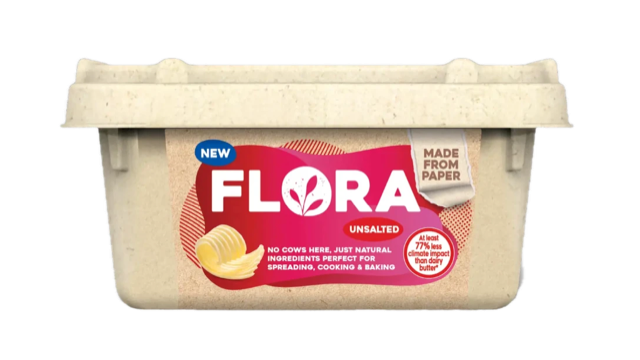 NEW
FLORA
MADE
FROM
PAPER
UNSALTED
NO COWS HERE, JUST NATURAL
INGREDIENTS PERFECT FOR
SPREADING, COOKING & BAKING
At least
77% less
climate impact
than dairy
butter*